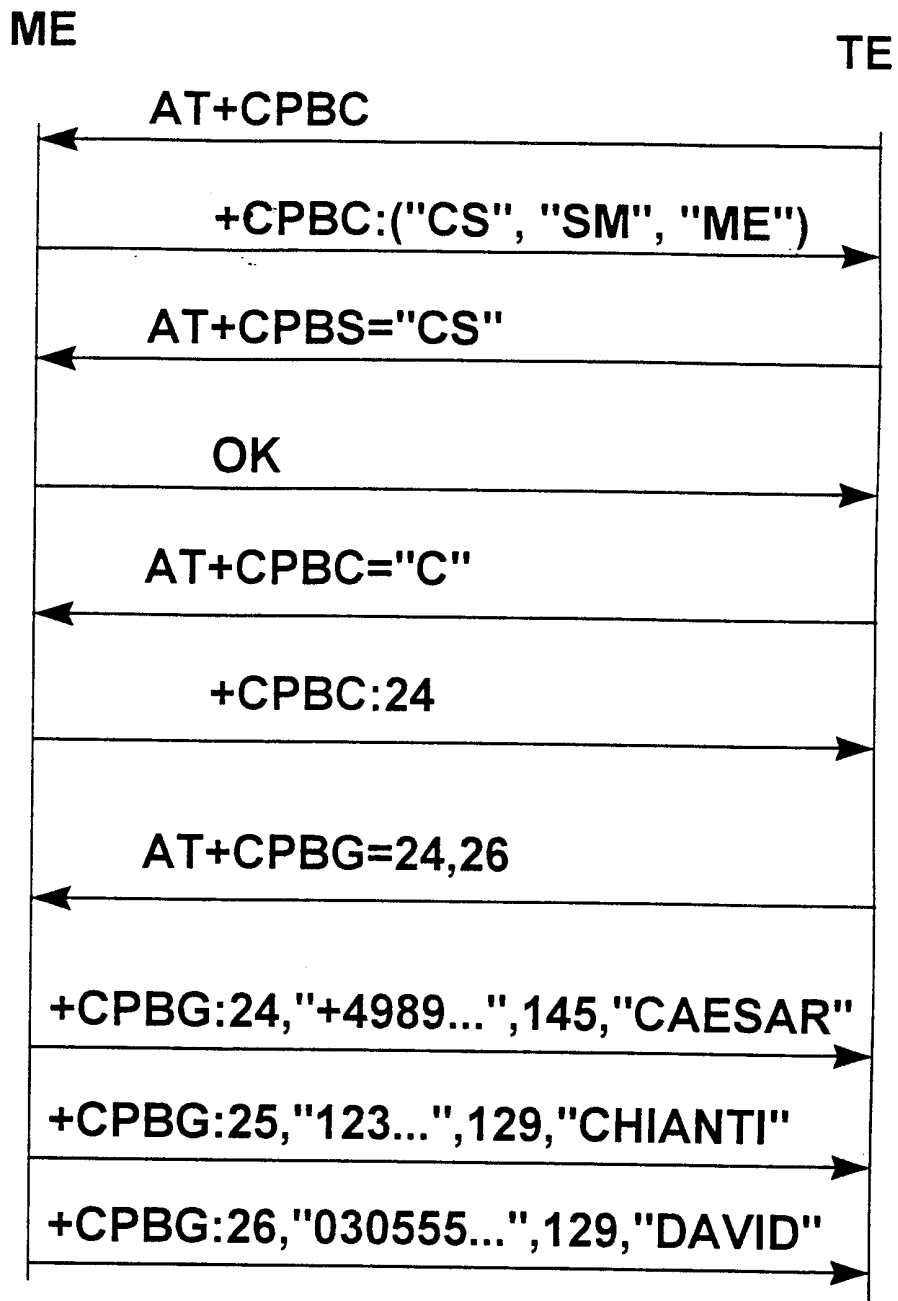 ME
TE
AT+CPBC
+CPBC:("CS", "SM", "ME")
AT+CPBS="CS"
OK
AT+CPBC="C"
+CPBC:24
AT+CPBG=24,26
+CPBG:24,"+4989...",145,"CAESAR"
+CPBG:25,"123...",129,"CHIANTI"
+CPBG:26,"030555...",129,"DAVID"